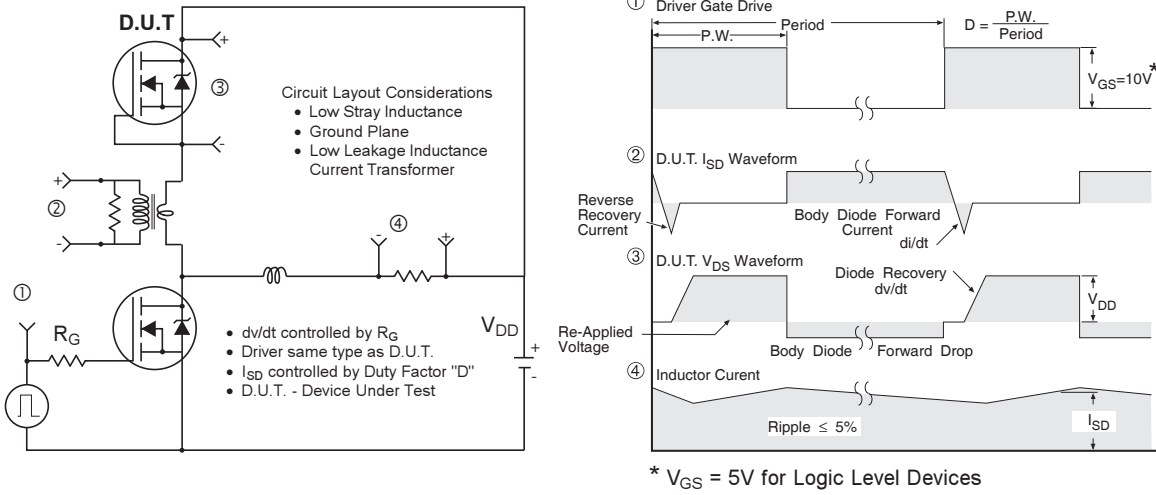 D.U.T
+
③
-
Circuit Layout Considerations
• Low Stray Inductance
• Ground Plane
• Low Leakage Inductance
Current Transformer
+
②
-
④
-
+
①
R_G
• dv/dt controlled by R_G
• Driver same type as D.U.T.
• I_SD controlled by Duty Factor "D"
• D.U.T. - Device Under Test
V_DD
+
-
① Driver Gate Drive
P.W.
Period
D = P.W. / Period
V_GS=10V*
② D.U.T. I_SD Waveform
Reverse
Recovery
Current
Body Diode Forward
Current
di/dt
③ D.U.T. V_DS Waveform
Diode Recovery
dv/dt
V_DD
Re-Applied
Voltage
Body Diode Forward Drop
④ Inductor Curent
Ripple ≤ 5%
I_SD
* V_GS = 5V for Logic Level Devices